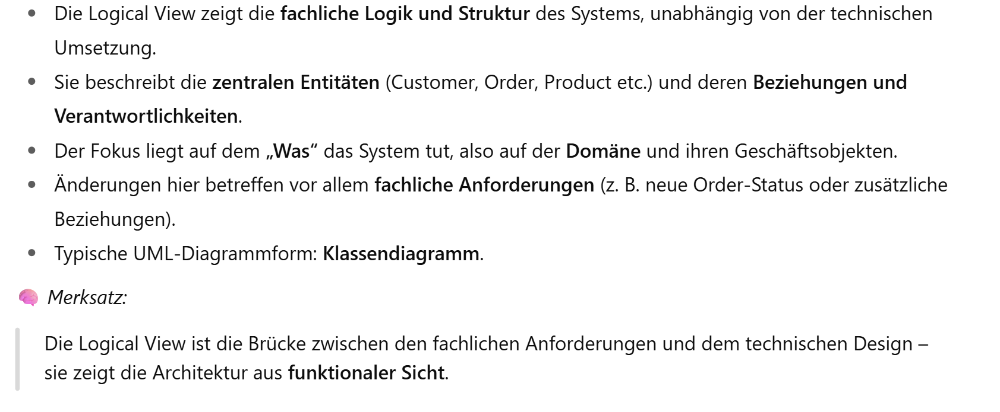 • Die Logical View zeigt die fachliche Logik und Struktur des Systems, unabhängig von der technischen
Umsetzung.
• Sie beschreibt die zentralen Entitäten (Customer, Order, Product etc.) und deren Beziehungen und
Verantwortlichkeiten.
• Der Fokus liegt auf dem „Was“ das System tut, also auf der Domäne und ihren Geschäftsobjekten.
• Änderungen hier betreffen vor allem fachliche Anforderungen (z. B. neue Order-Status oder zusätzliche
Beziehungen).
• Typische UML-Diagrammform: Klassendiagramm.
🧠 Merksatz:
Die Logical View ist die Brücke zwischen den fachlichen Anforderungen und dem technischen Design –
sie zeigt die Architektur aus funktionaler Sicht.